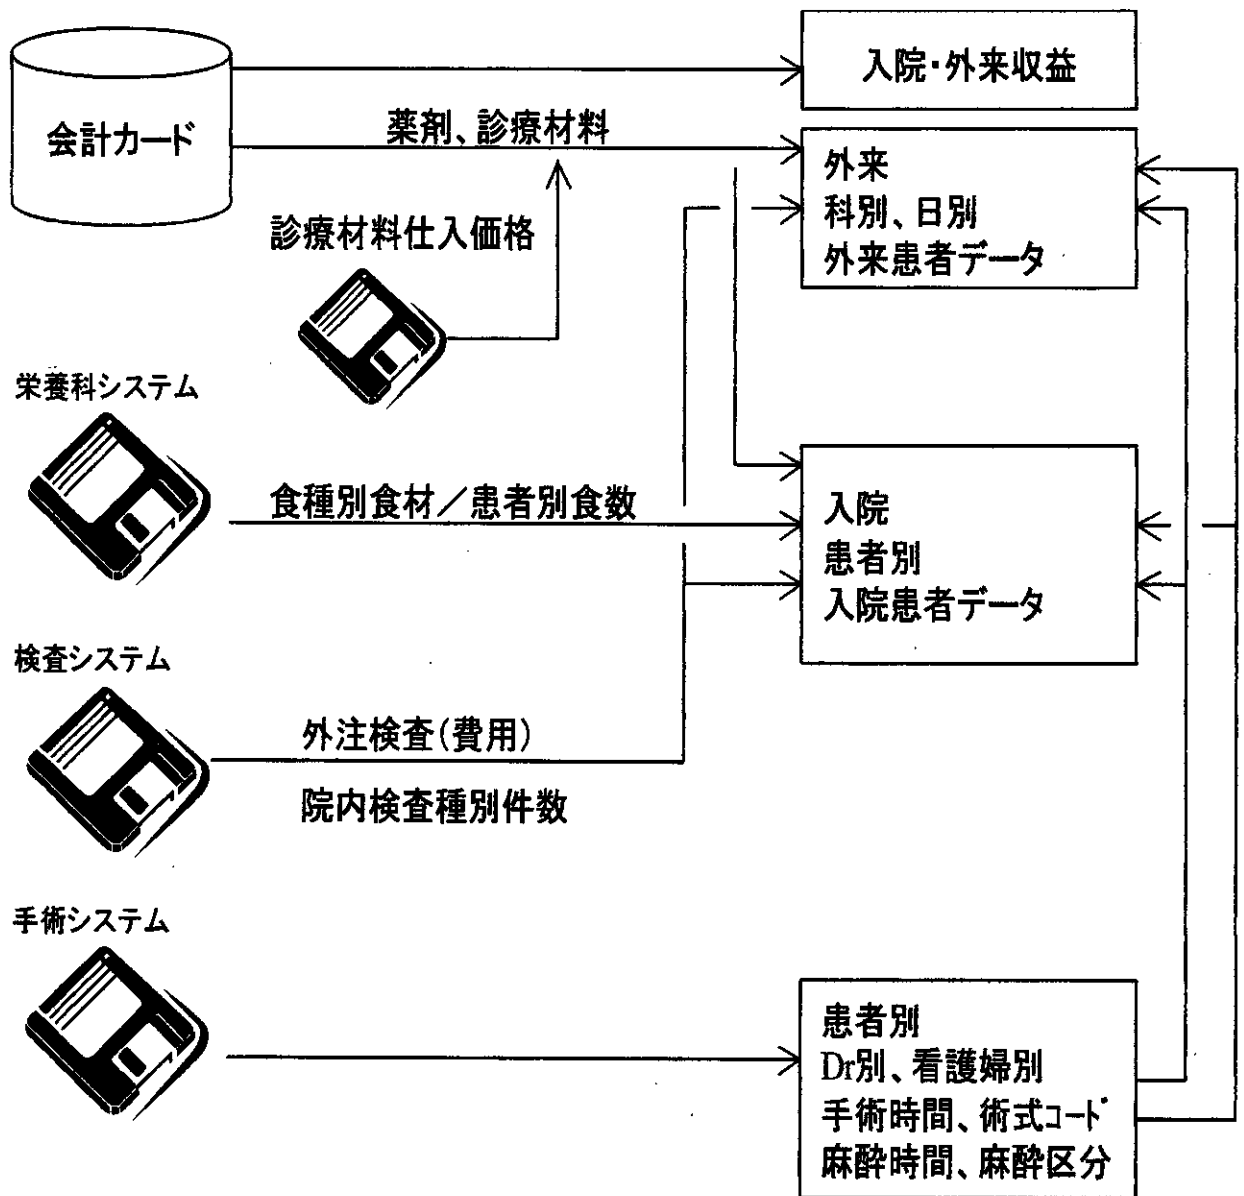 会計カード
入院・外来収益
薬剤、診療材料
外来
科別、日別
外来患者データ
診療材料仕入価格
栄養科システム
食種別食材／患者別食数
入院
患者別
入院患者データ
検査システム
外注検査(費用)
院内検査種別件数
手術システム
患者別
Dr別、看護婦別
手術時間、術式コード
麻酔時間、麻酔区分